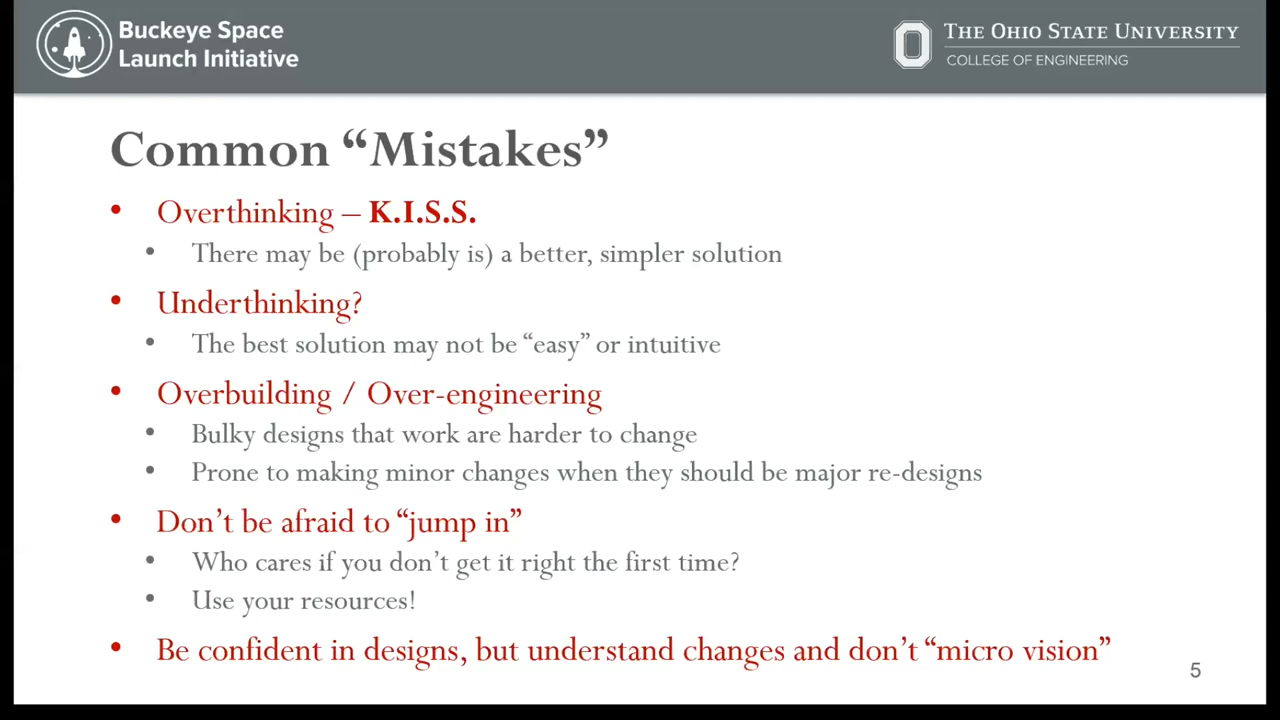 Buckeye Space
Launch Initiative
THE OHIO STATE UNIVERSITY
COLLEGE OF ENGINEERING
Common “Mistakes”
• Overthinking – K.I.S.S.
• There may be (probably is) a better, simpler solution
• Underthinking?
• The best solution may not be “easy” or intuitive
• Overbuilding / Over-engineering
• Bulky designs that work are harder to change
• Prone to making minor changes when they should be major re-designs
• Don’t be afraid to “jump in”
• Who cares if you don’t get it right the first time?
• Use your resources!
• Be confident in designs, but understand changes and don’t “micro vision”
5